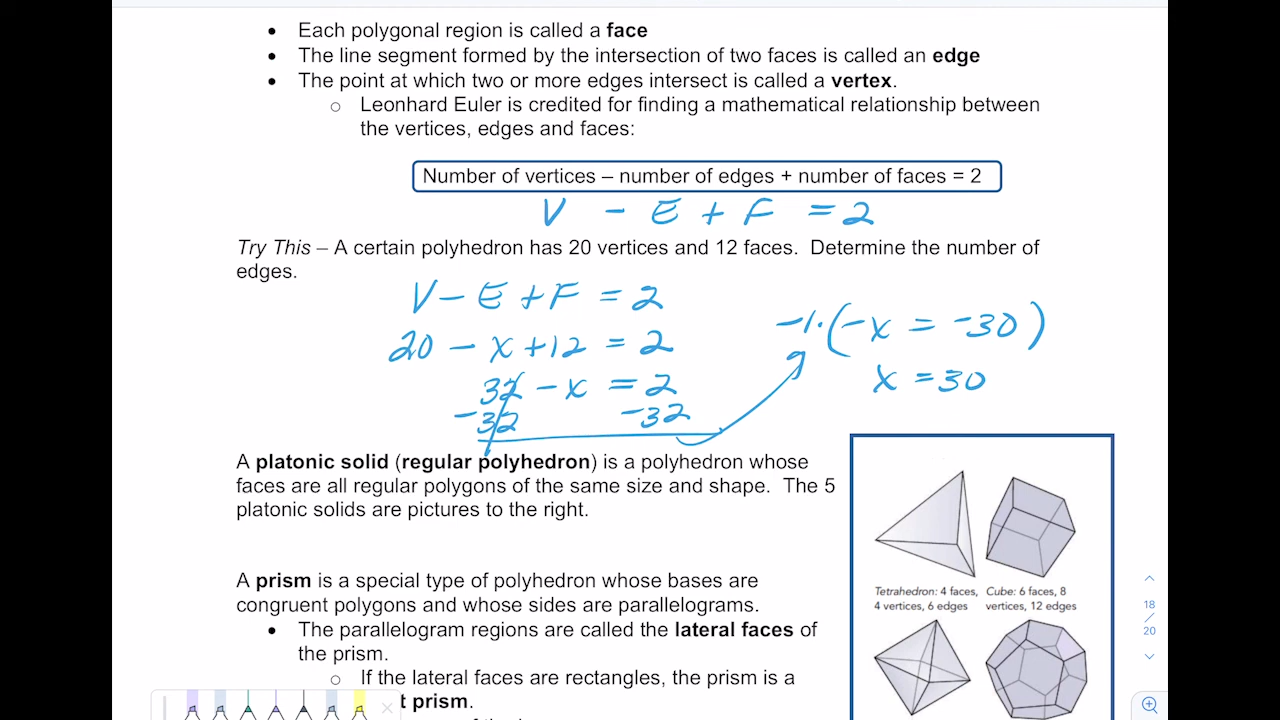 • Each polygonal region is called a face
• The line segment formed by the intersection of two faces is called an edge
• The point at which two or more edges intersect is called a vertex.
○ Leonhard Euler is credited for finding a mathematical relationship between
the vertices, edges and faces:
Number of vertices – number of edges + number of faces = 2
V - E + F = 2
Try This – A certain polyhedron has 20 vertices and 12 faces. Determine the number of
edges.
V - E + F = 2
20 - x + 12 = 2
32 - x = 2
-32 -32
-1·(-x = -30)
x = 30
A platonic solid (regular polyhedron) is a polyhedron whose
faces are all regular polygons of the same size and shape. The 5
platonic solids are pictures to the right.
A prism is a special type of polyhedron whose bases are
congruent polygons and whose sides are parallelograms.
• The parallelogram regions are called the lateral faces of
the prism.
○ If the lateral faces are rectangles, the prism is a
t prism.
Tetrahedron: 4 faces,
4 vertices, 6 edges
Cube: 6 faces, 8
vertices, 12 edges
18
/
20